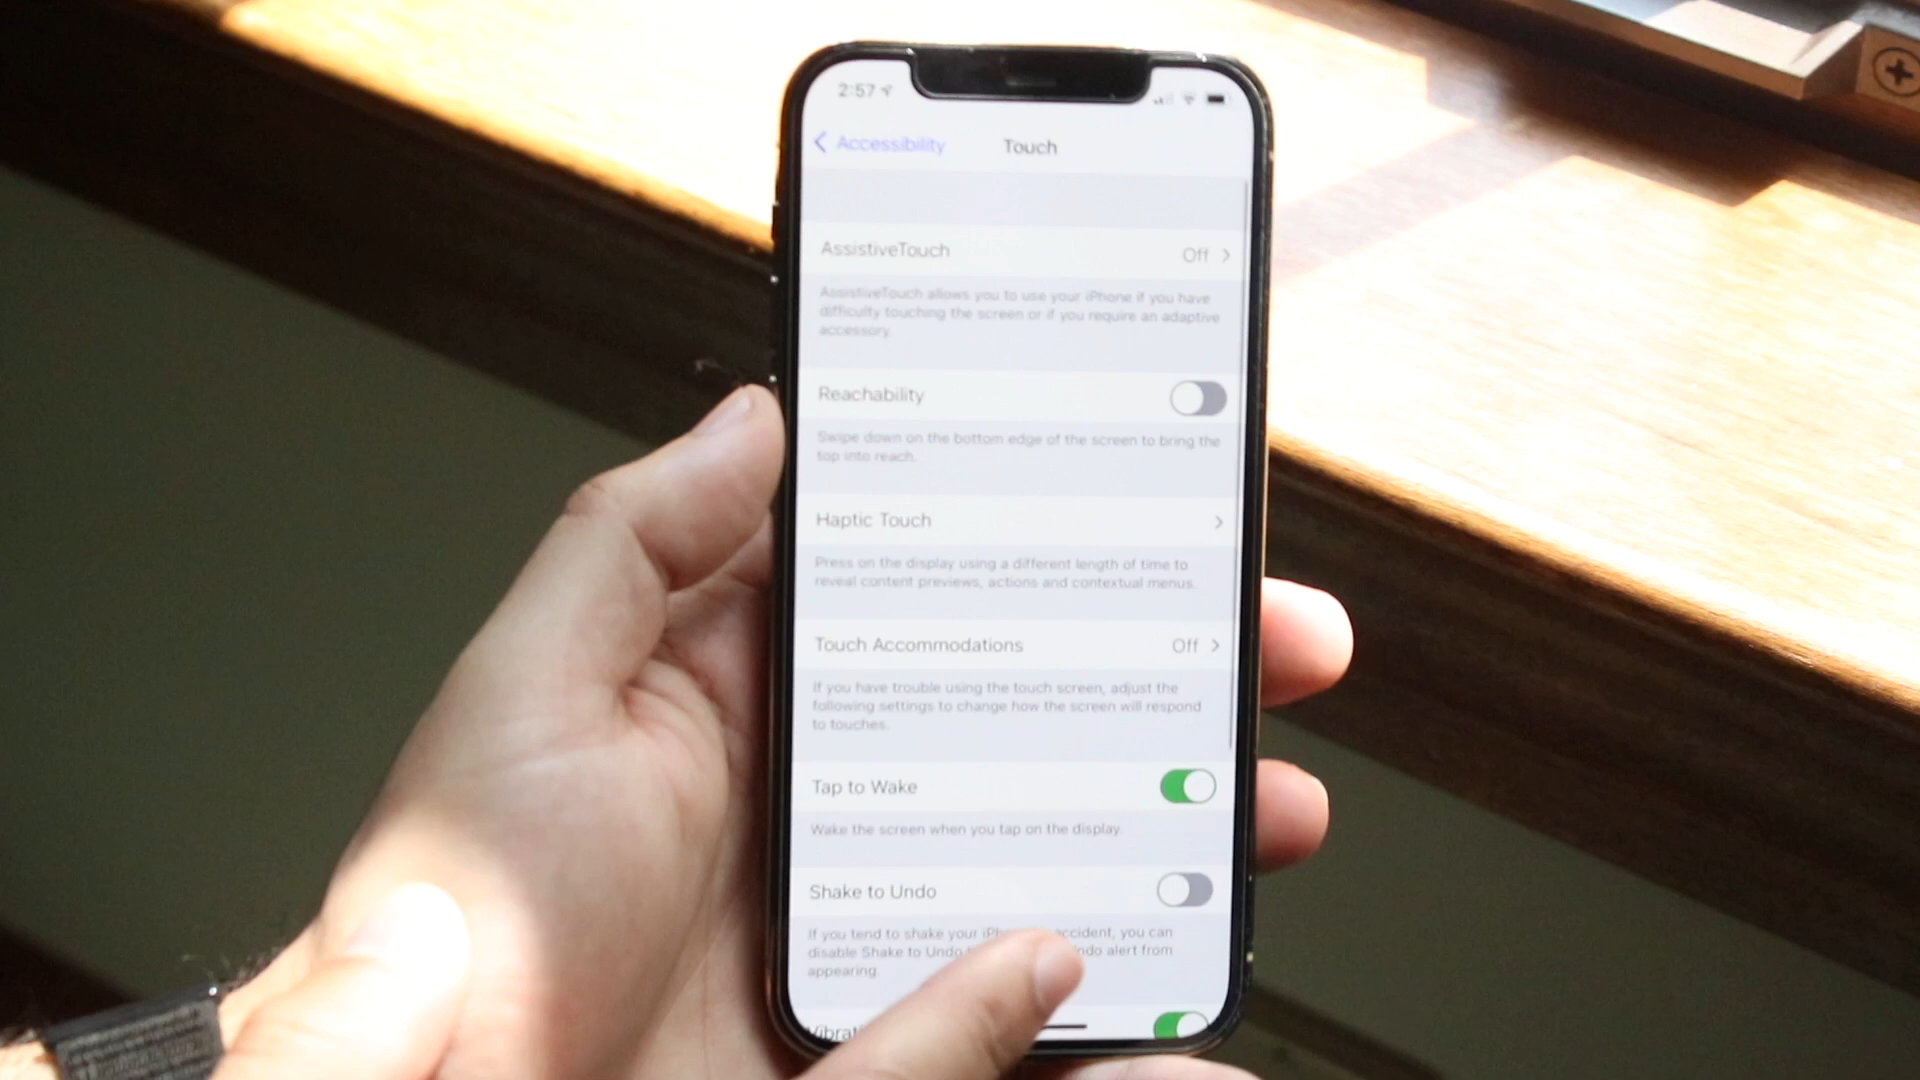 2:57
Accessibility
Touch
AssistiveTouch
Off
AssistiveTouch allows you to use your iPhone if you have
difficulty touching the screen or if you require an adaptive
accessory.
Reachability
Swipe down on the bottom edge of the screen to bring the
top into reach.
Haptic Touch
Press on the display using a different length of time to
reveal content previews, actions and contextual menus.
Touch Accommodations
Off
If you have trouble using the touch screen, adjust the
following settings to change how the screen will respond
to touches.
Tap to Wake
Wake the screen when you tap on the display.
Shake to Undo
If you tend to shake your accident, you can
disable Shake to Undo alert from
appearing.